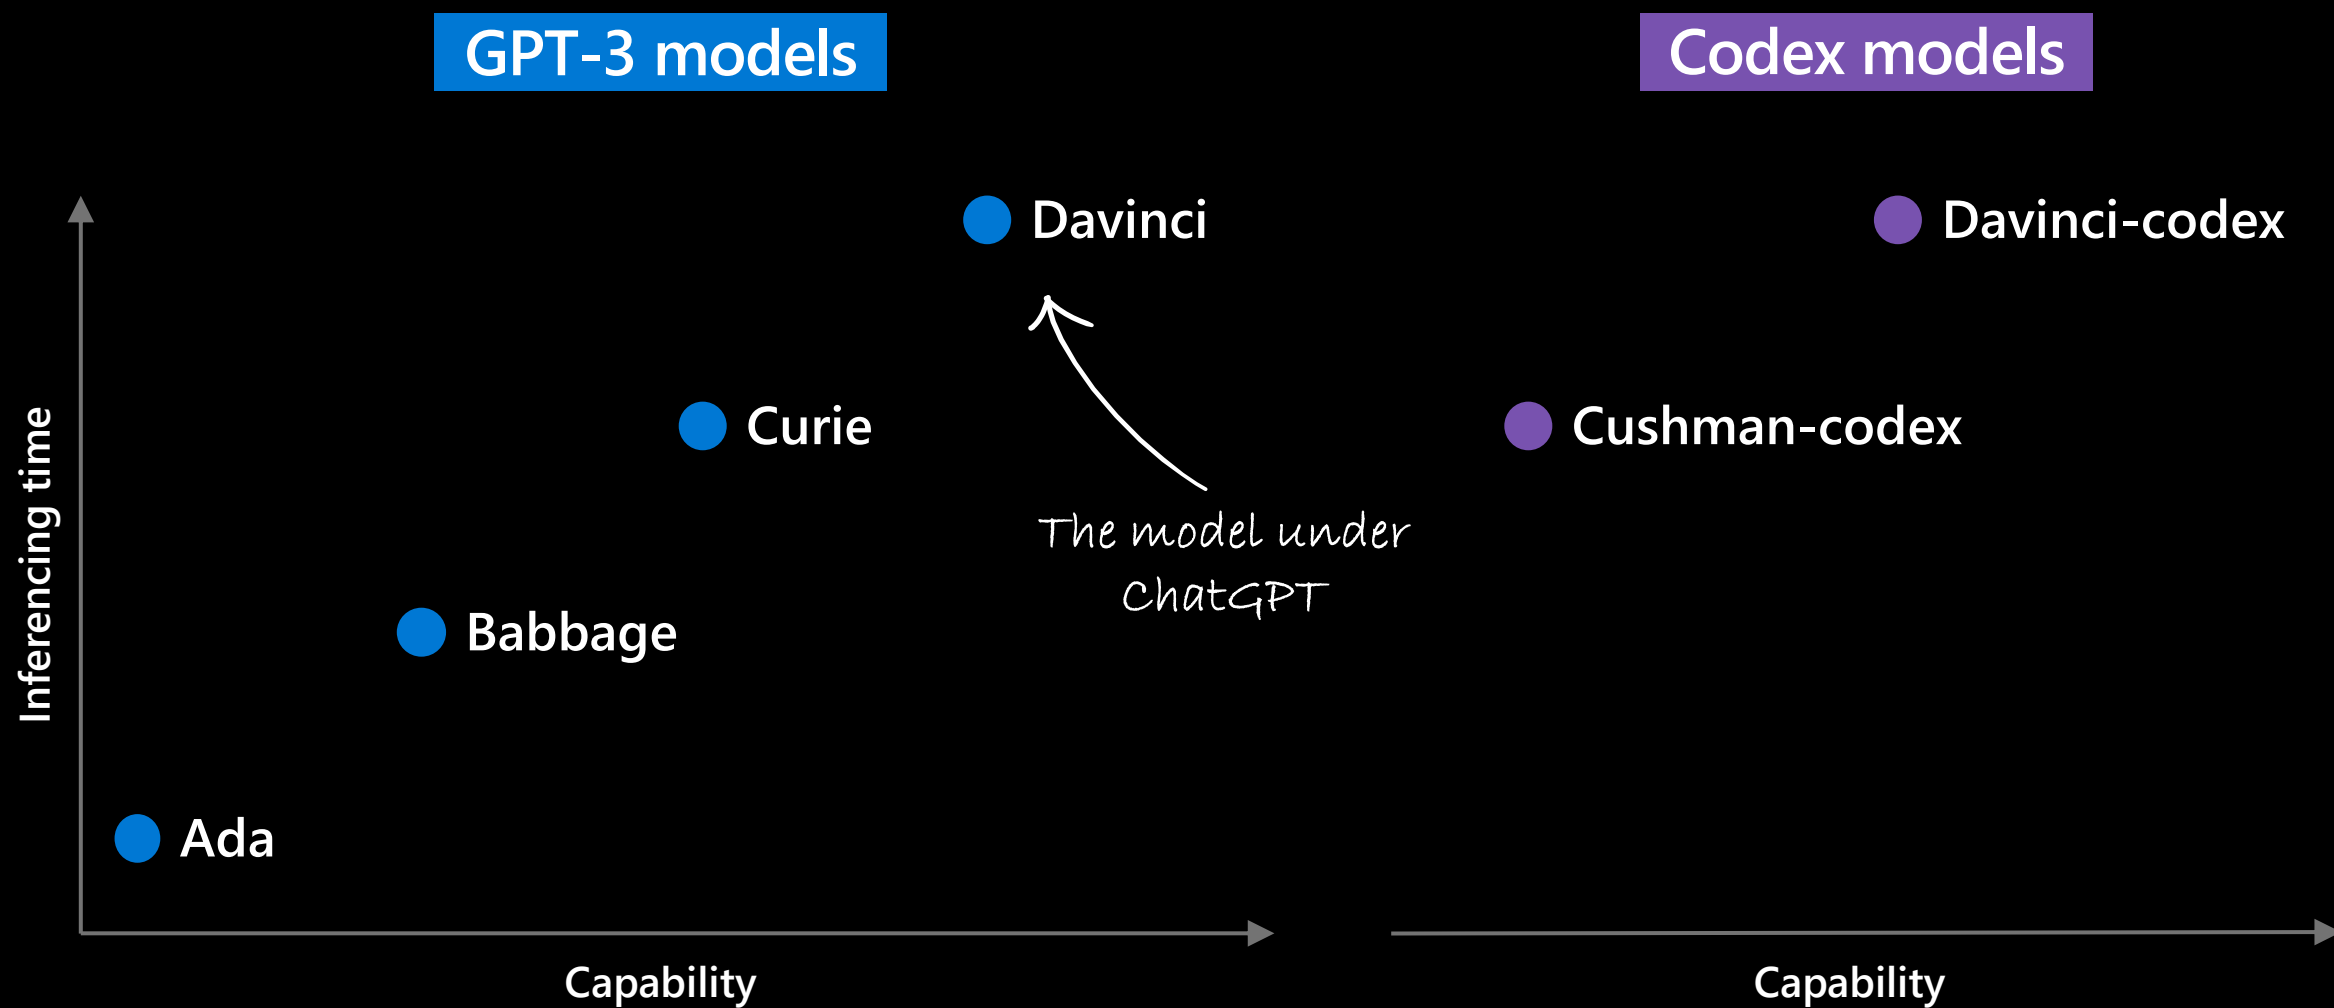 GPT-3 models
Codex models
Davinci
Davinci-codex
Curie
Cushman-codex
The model under
ChatGPT
Babbage
Ada
Inferencing time
Capability
Capability